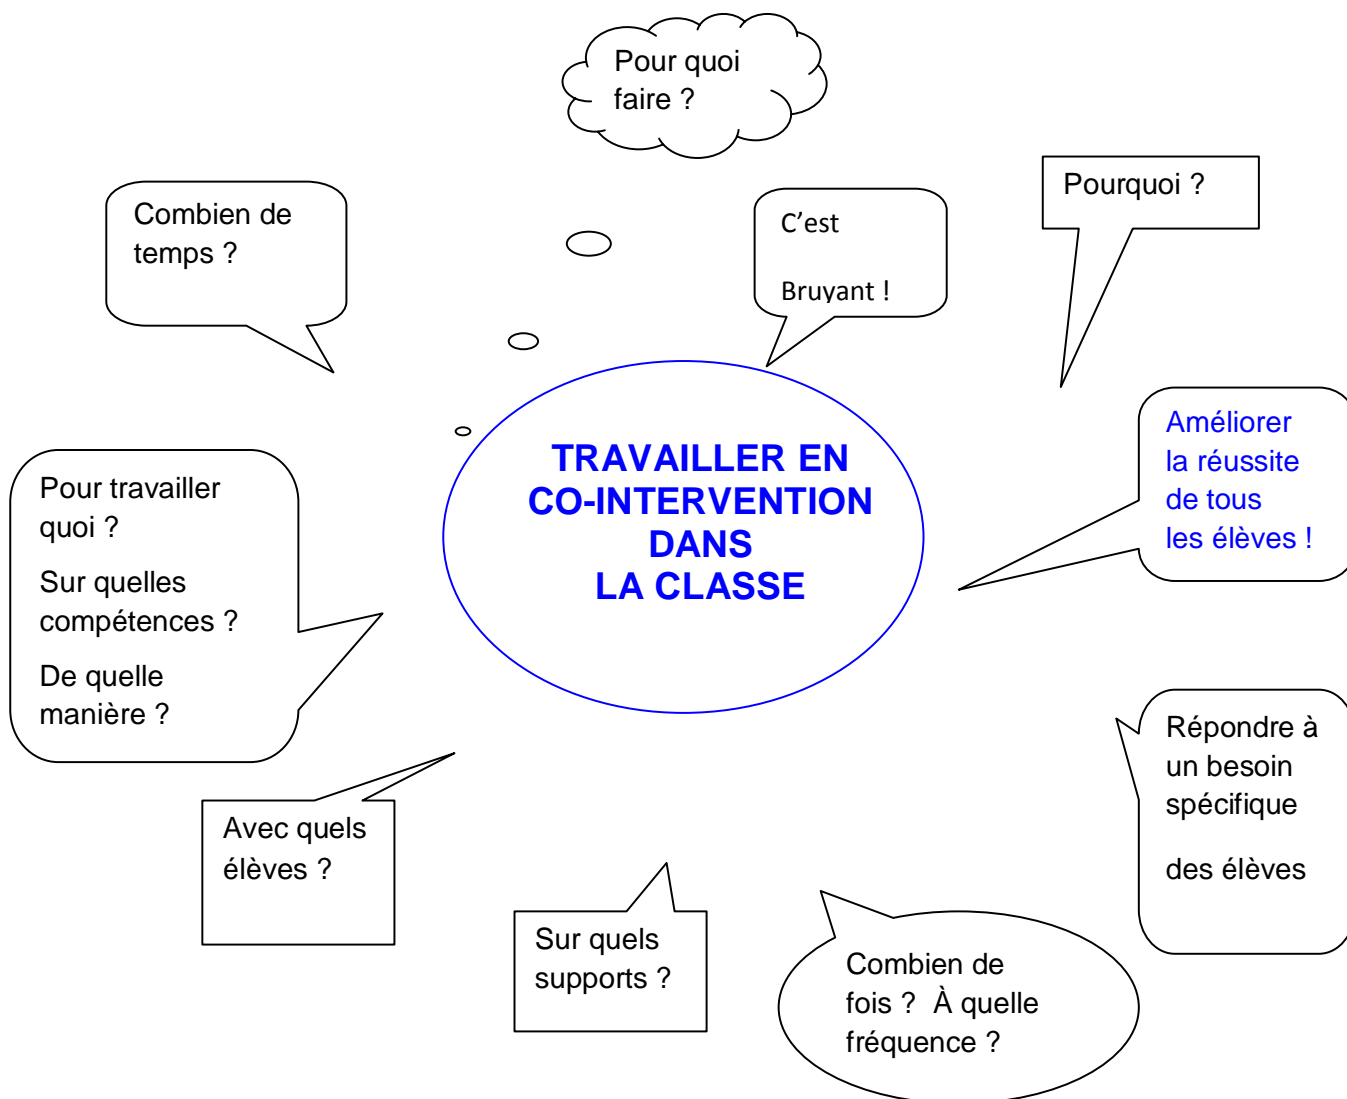 Pour quoi
faire ?
Pourquoi ?
Combien de
temps ?
C’est
Bruyant !
Améliorer
la réussite
de tous
les élèves !
TRAVAILLER EN
CO-INTERVENTION
DANS
LA CLASSE
Pour travailler
quoi ?
Sur quelles
compétences ?
De quelle
manière ?
Répondre à
un besoin
spécifique
des élèves
Avec quels
élèves ?
Sur quels
supports ?
Combien de
fois ?  À quelle
fréquence ?